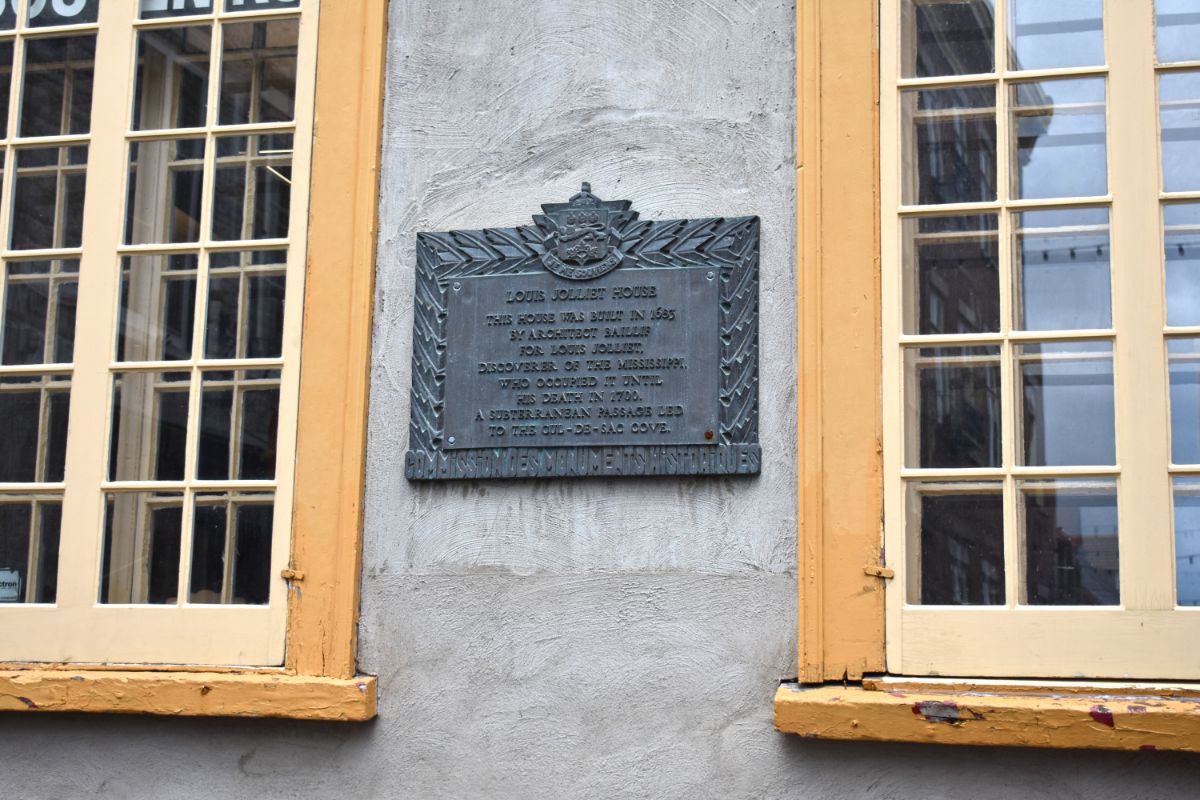 LOUIS JOLLIET HOUSE
THIS HOUSE WAS BUILT IN 1683
BY ARCHITECT BAILLIF
FOR LOUIS JOLLIET,
DISCOVERER OF THE MISSISSIPPI,
WHO OCCUPIED IT UNTIL
HIS DEATH IN 1700.
A SUBTERRANEAN PASSAGE LED
TO THE CUL-DE-SAC COVE.
COMMISSION DES MONUMENTS HISTORIQUES